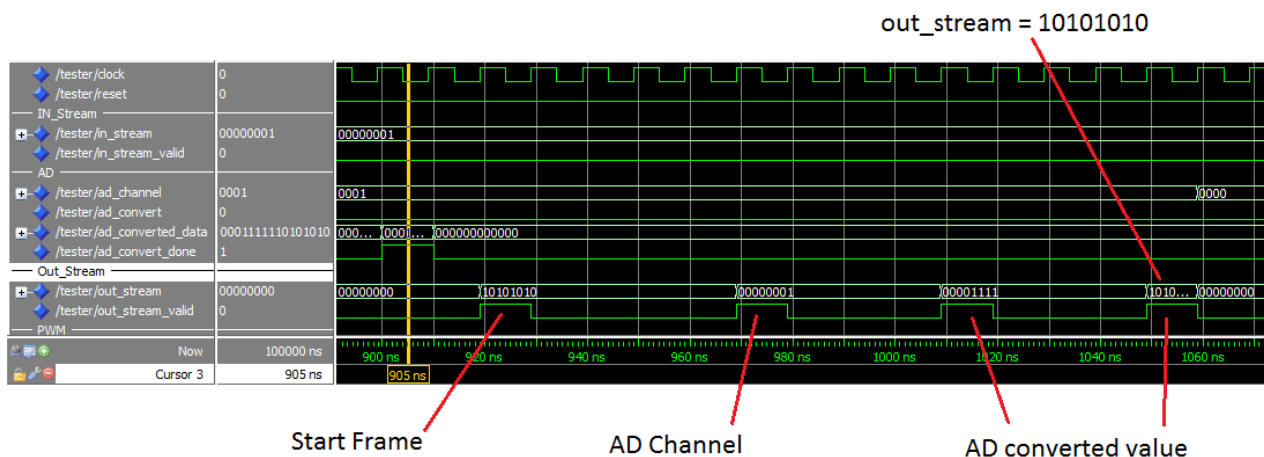 out_stream = 10101010
/tester/clock 0
/tester/reset 0
IN_Stream
/tester/in_stream 00000001 00000001
/tester/in_stream_valid 0
AD
/tester/ad_channel 0001 0001 0000
/tester/ad_convert 0
/tester/ad_converted_data 0001111110101010 000... 0001... 000000000000
/tester/ad_convert_done 1
Out_Stream
/tester/out_stream 00000000 00000000 10101010 00000001 00001111 1010... 00000000
/tester/out_stream_valid 0
PWM
Now 100000 ns 900 ns 920 ns 940 ns 960 ns 980 ns 1000 ns 1020 ns 1040 ns 1060 ns
Cursor 3 905 ns 905 ns
Start Frame AD Channel AD converted value